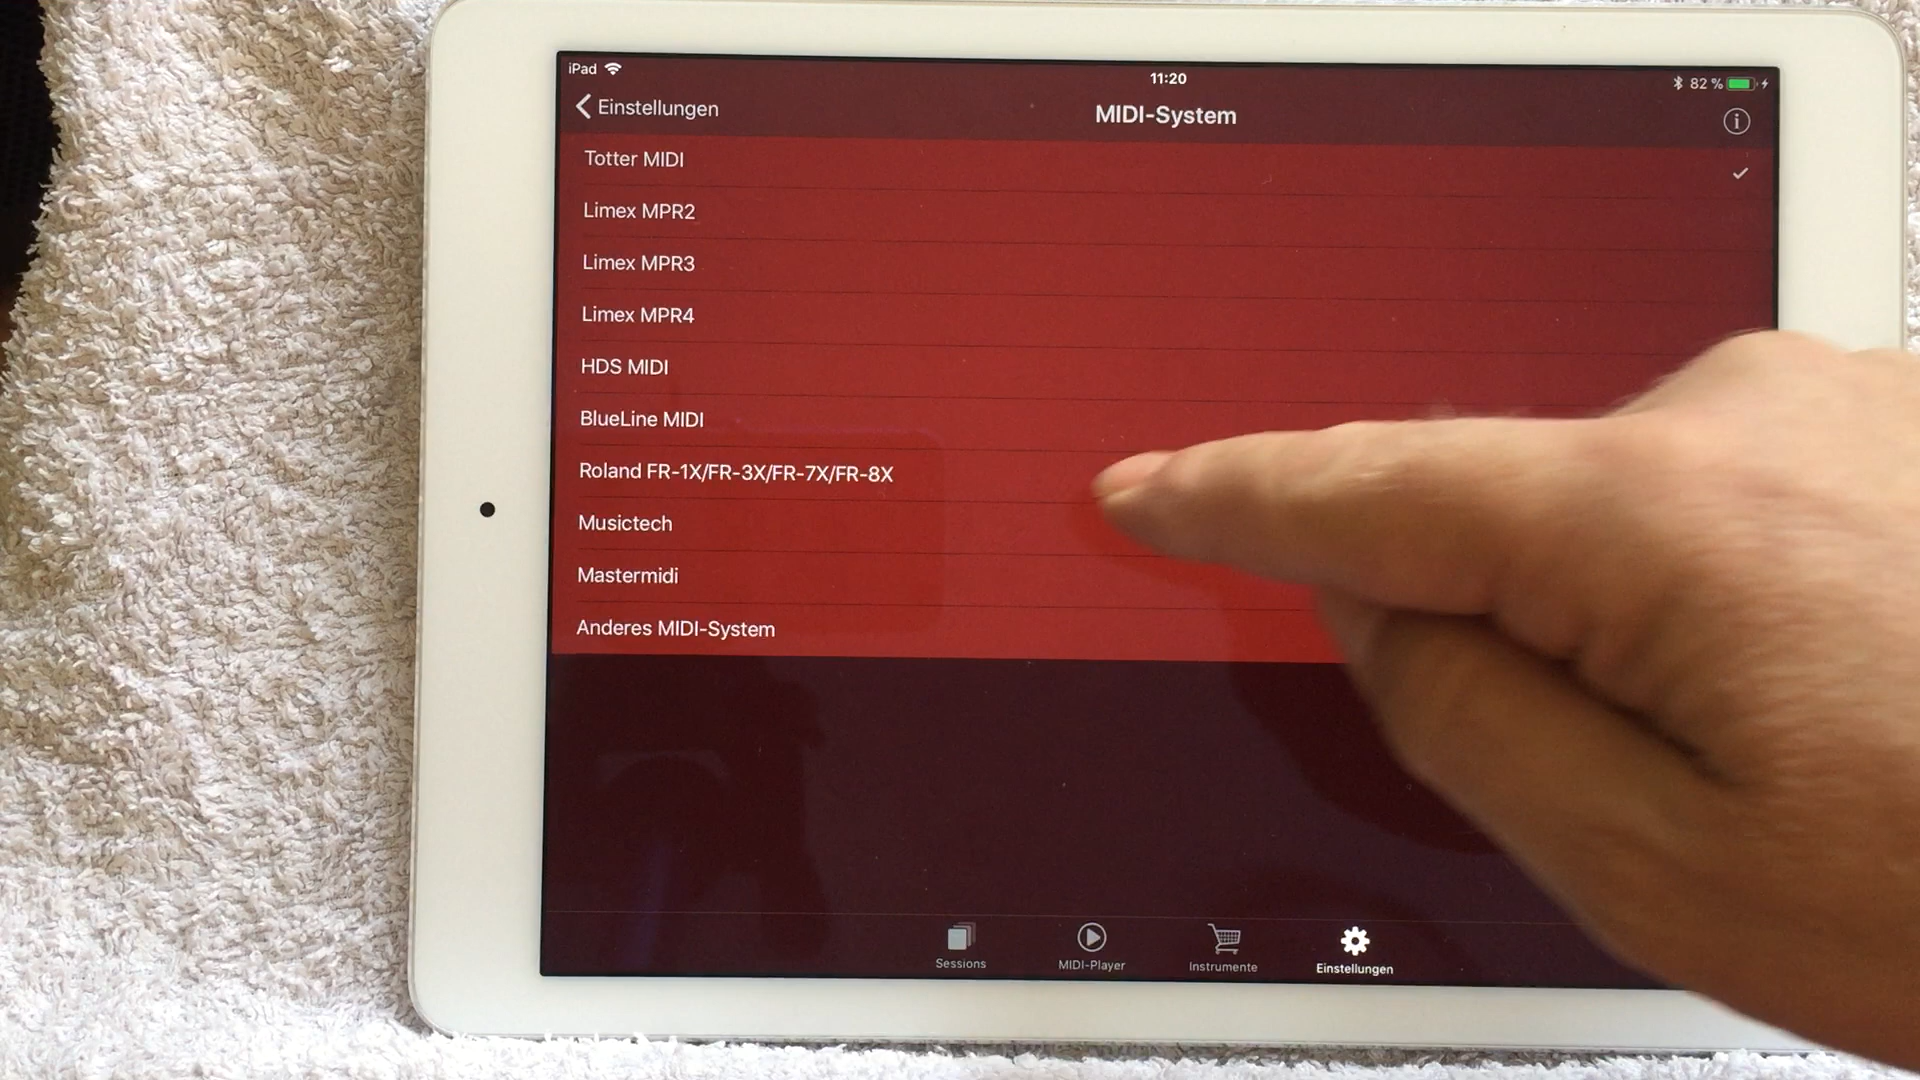 iPad
11:20
82 %
Einstellungen
MIDI-System
Totter MIDI
Limex MPR2
Limex MPR3
Limex MPR4
HDS MIDI
BlueLine MIDI
Roland FR-1X/FR-3X/FR-7X/FR-8X
Musictech
Mastermidi
Anderes MIDI-System
Sessions
MIDI-Player
Instrumente
Einstellungen